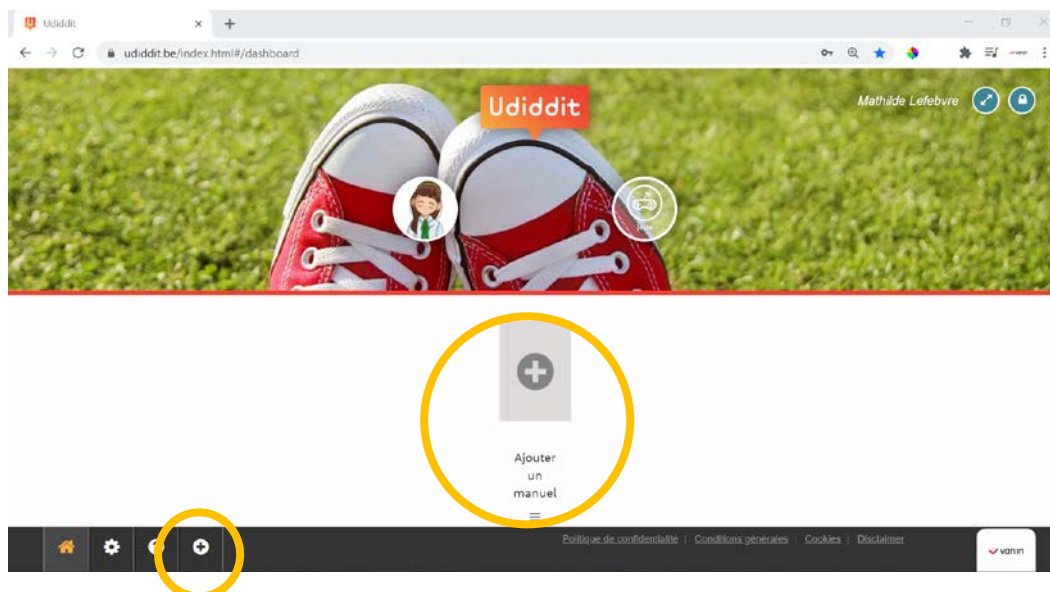 Udiddit
udiddit.be/index.html#/dashboard
Udiddit
Mathilde Lefebvre
Ajouter
un
manuel
Politique de confidentialité | Conditions générales | Cookies | Disclaimer
van in